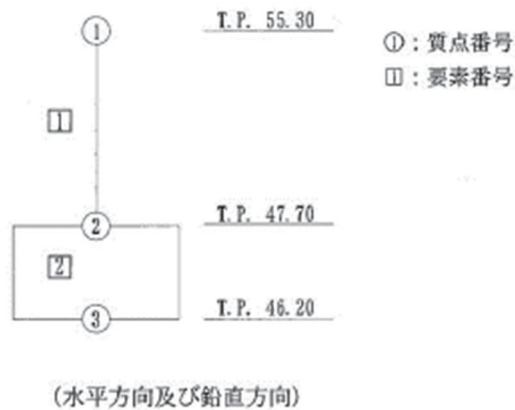 ①
T.P. 55.30
①：質点番号
1：要素番号
1
②
T.P. 47.70
2
③
T.P. 46.20
(水平方向及び鉛直方向)